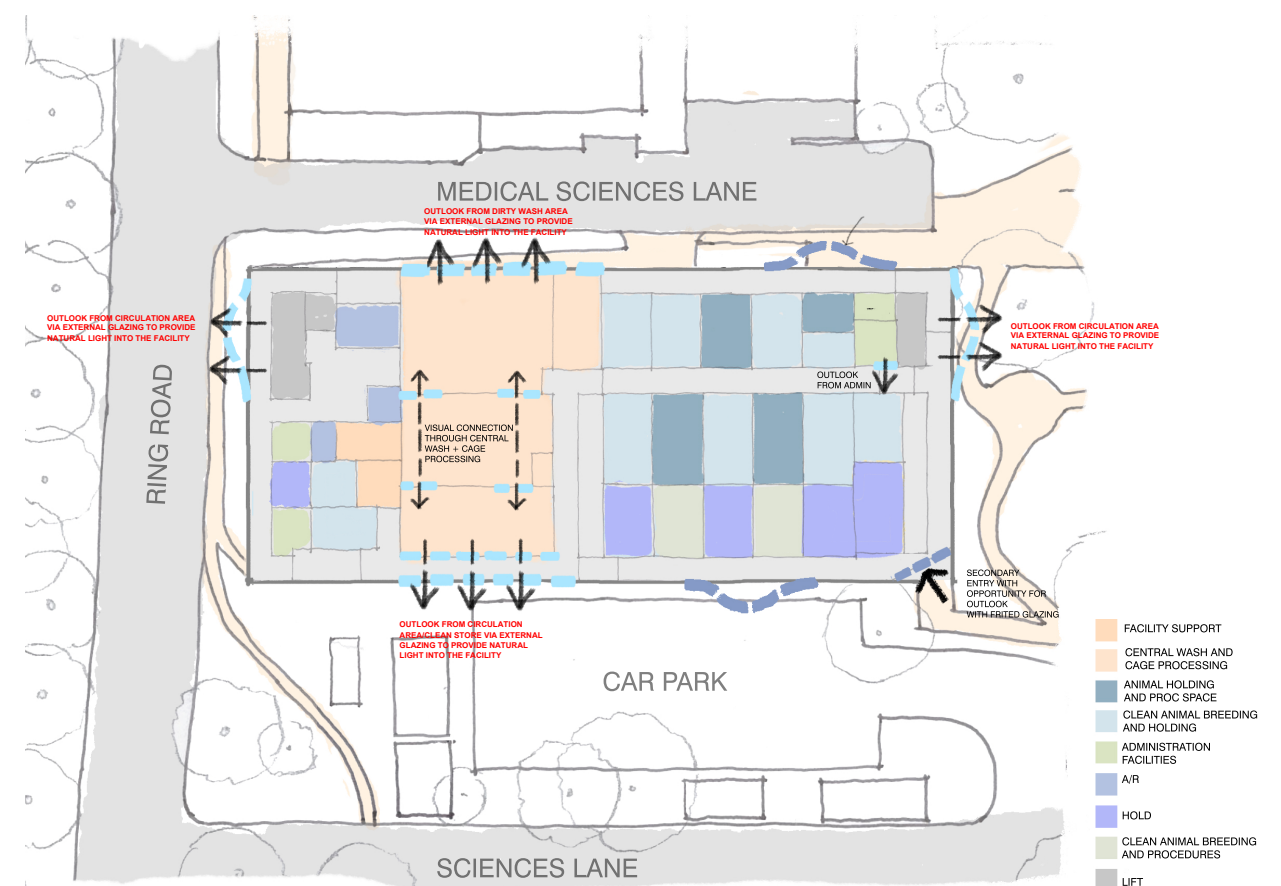 MEDICAL SCIENCES LANE
OUTLOOK FROM DIRTY WASH AREA
VIA EXTERNAL GLAZING TO PROVIDE
NATURAL LIGHT INTO THE FACILITY
OUTLOOK FROM CIRCULATION AREA
VIA EXTERNAL GLAZING TO PROVIDE
NATURAL LIGHT INTO THE FACILITY
OUTLOOK FROM CIRCULATION AREA
VIA EXTERNAL GLAZING TO PROVIDE
NATURAL LIGHT INTO THE FACILITY
RING ROAD
OUTLOOK
FROM ADMIN
VISUAL CONNECTION
THROUGH CENTRAL
WASH + CAGE
PROCESSING
SECONDARY
ENTRY WITH
OPPORTUNITY FOR
OUTLOOK
WITH FRITED GLAZING
OUTLOOK FROM CIRCULATION
AREA/CLEAN STORE VIA EXTERNAL
GLAZING TO PROVIDE NATURAL
LIGHT INTO THE FACILITY
CAR PARK
SCIENCES LANE
FACILITY SUPPORT
CENTRAL WASH AND
CAGE PROCESSING
ANIMAL HOLDING
AND PROC SPACE
CLEAN ANIMAL BREEDING
AND HOLDING
ADMINISTRATION
FACILITIES
A/R
HOLD
CLEAN ANIMAL BREEDING
AND PROCEDURES
LIFT